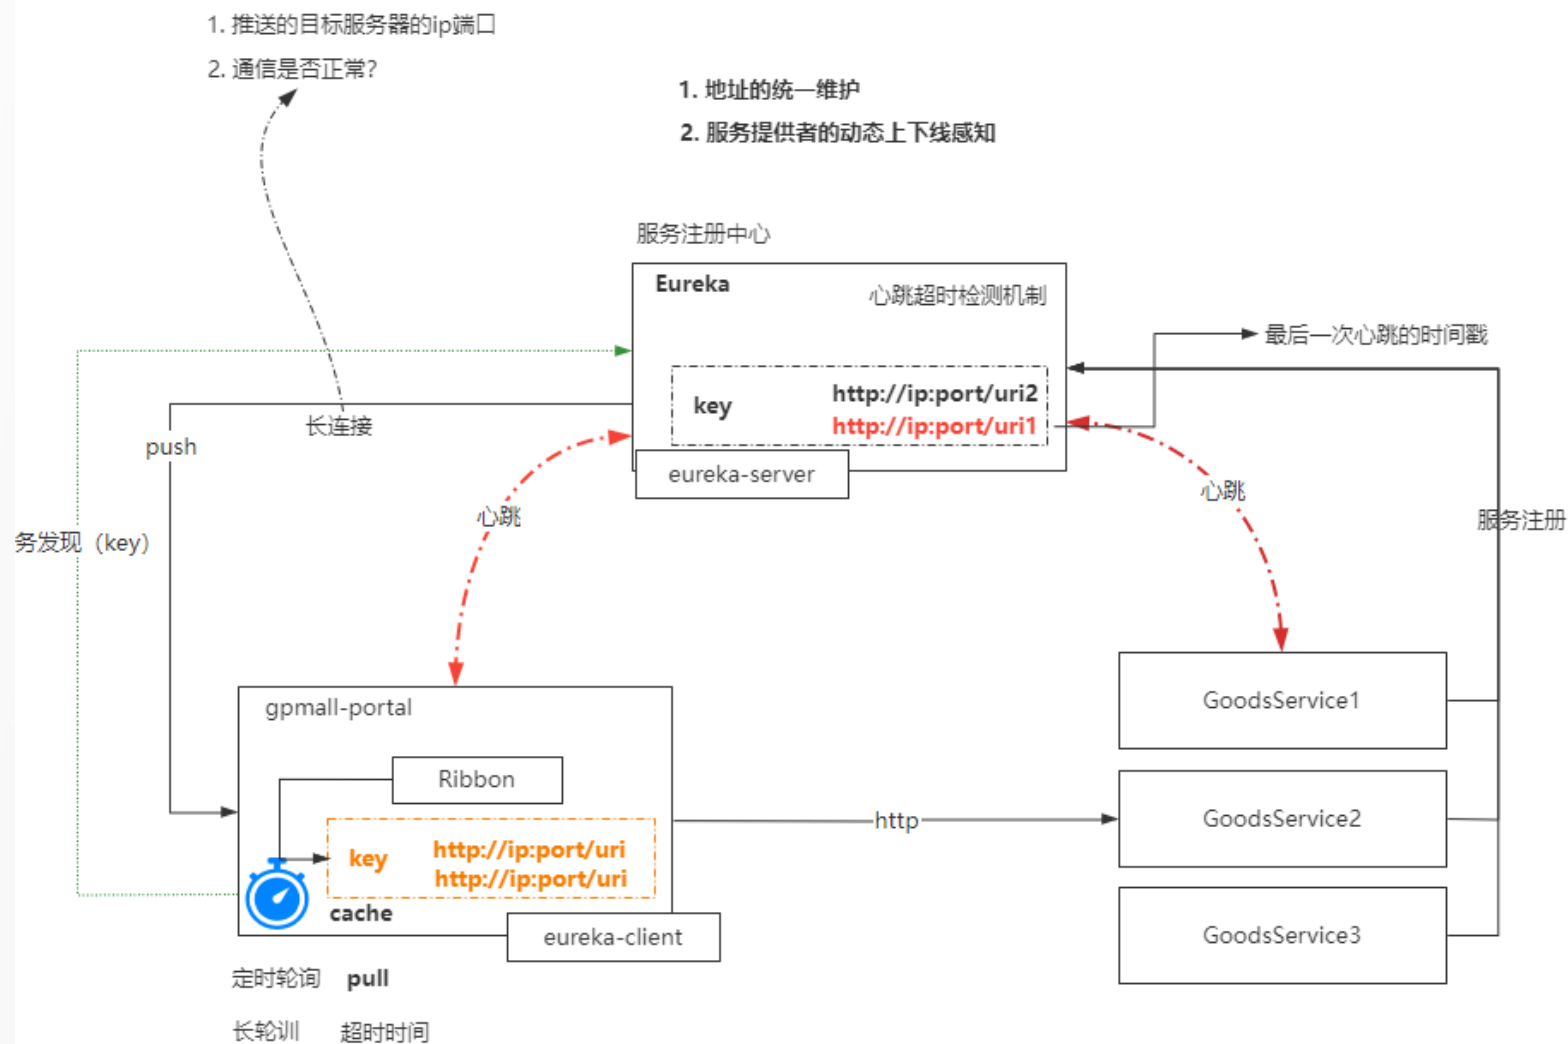 1. 推送的目标服务器的ip端口
2. 通信是否正常？
1. 地址的统一维护
2. 服务提供者的动态上下线感知
服务注册中心
Eureka
心跳超时检测机制
最后一次心跳的时间戳
key
http://ip:port/uri2
http://ip:port/uri1
长连接
push
eureka-server
心跳
心跳
服务注册
务发现（key）
gpmall-portal
Ribbon
key
http://ip:port/uri
http://ip:port/uri
cache
eureka-client
http
GoodsService1
GoodsService2
GoodsService3
定时轮询 pull
长轮训 超时时间